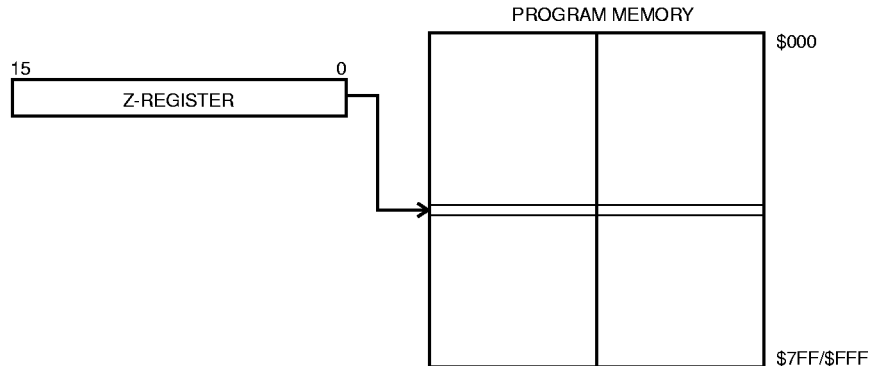 PROGRAM MEMORY
$000
15 0
Z-REGISTER
$7FF/$FFF